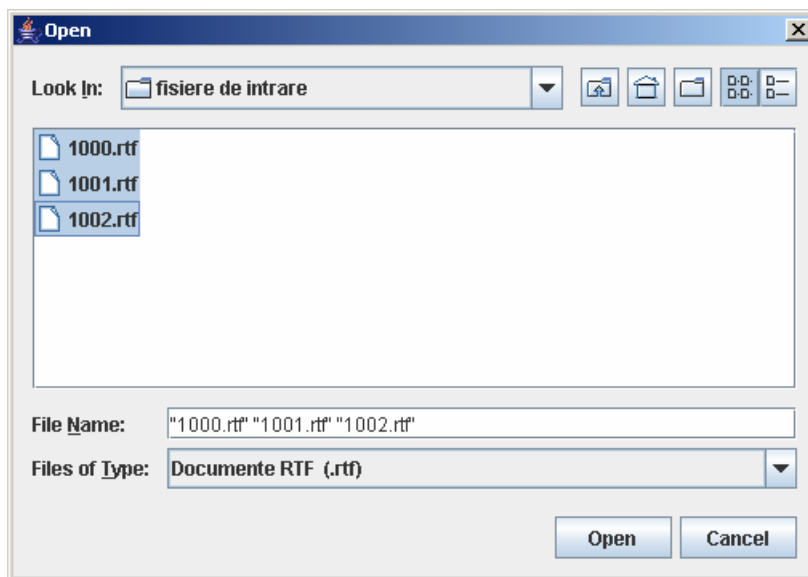 Open
Look In: fisiere de intrare
1000.rtf
1001.rtf
1002.rtf
File Name: "1000.rtf" "1001.rtf" "1002.rtf"
Files of Type: Documente RTF (.rtf)
Open Cancel